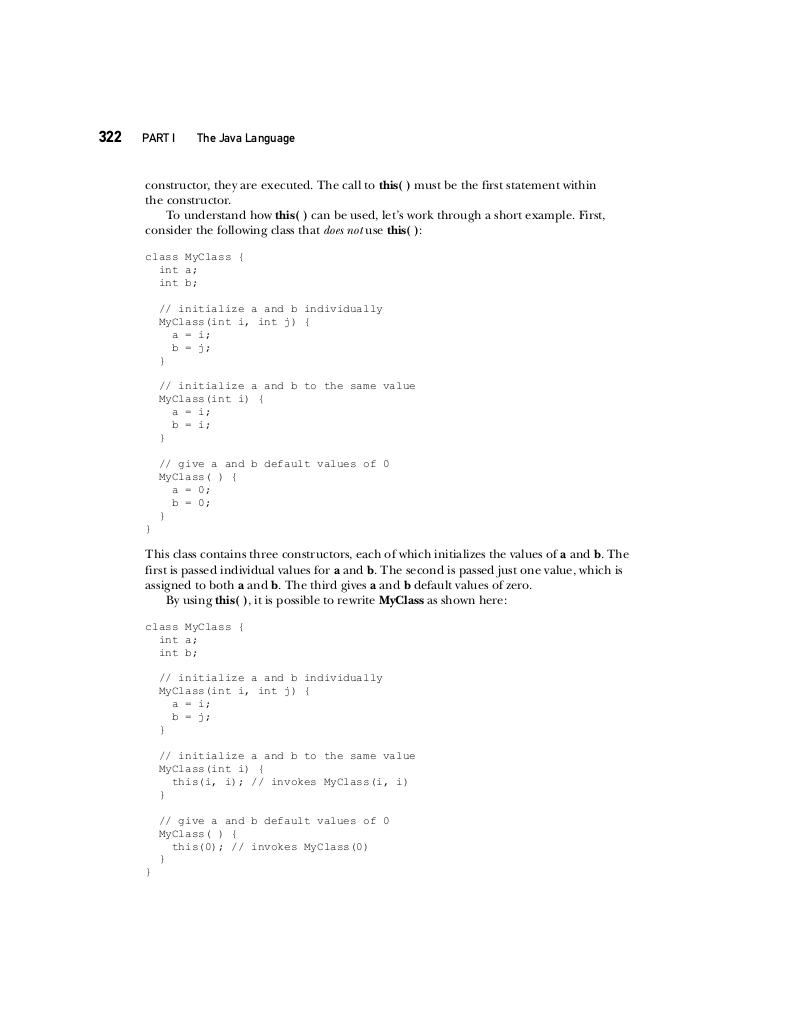 322 PART I The Java Language
constructor, they are executed. The call to this( ) must be the first statement within
the constructor.
To understand how this( ) can be used, let's work through a short example. First,
consider the following class that does not use this( ):
class MyClass {
  int a;
  int b;

  // initialize a and b individually
  MyClass(int i, int j) {
    a = i;
    b = j;
  }

  // initialize a and b to the same value
  MyClass(int i) {
    a = i;
    b = i;
  }

  // give a and b default values of 0
  MyClass( ) {
    a = 0;
    b = 0;
  }
}
This class contains three constructors, each of which initializes the values of a and b. The
first is passed individual values for a and b. The second is passed just one value, which is
assigned to both a and b. The third gives a and b default values of zero.
By using this( ), it is possible to rewrite MyClass as shown here:
class MyClass {
  int a;
  int b;

  // initialize a and b individually
  MyClass(int i, int j) {
    a = i;
    b = j;
  }

  // initialize a and b to the same value
  MyClass(int i) {
    this(i, i); // invokes MyClass(i, i)
  }

  // give a and b default values of 0
  MyClass( ) {
    this(0); // invokes MyClass(0)
  }
}